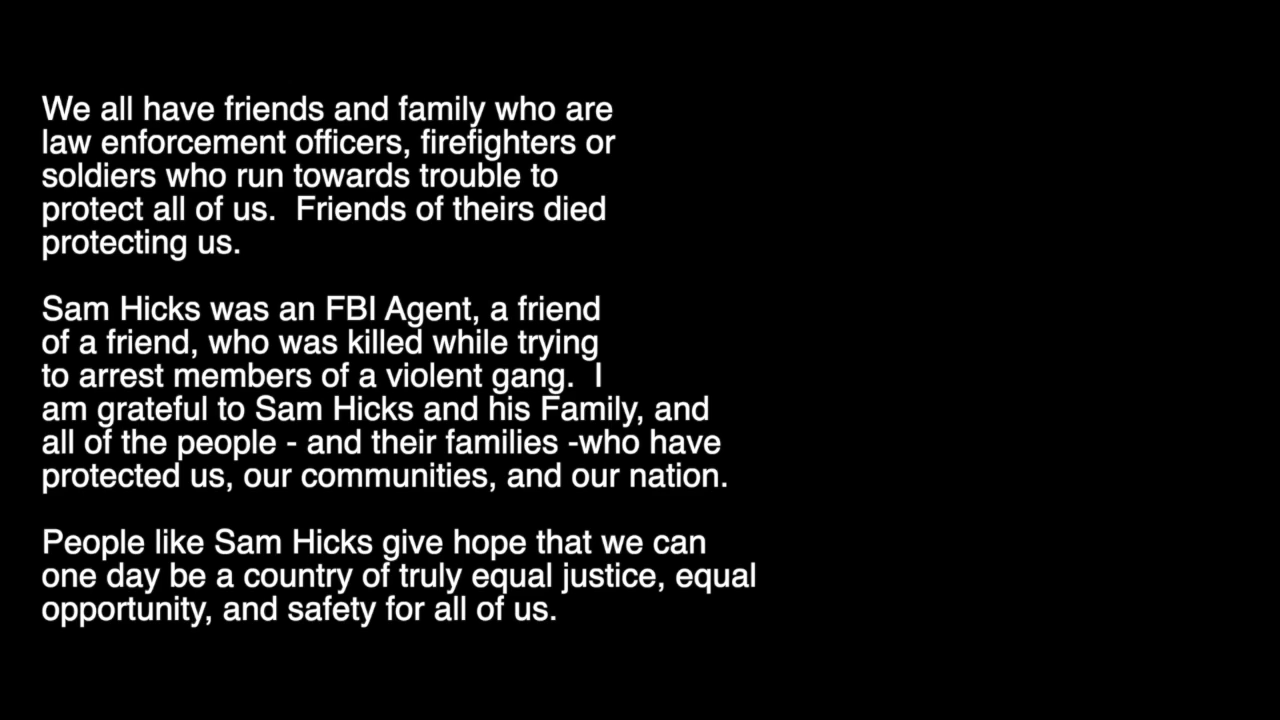 We all have friends and family who are
law enforcement officers, firefighters or
soldiers who run towards trouble to
protect all of us.  Friends of theirs died
protecting us.
Sam Hicks was an FBI Agent, a friend
of a friend, who was killed while trying
to arrest members of a violent gang.  I
am grateful to Sam Hicks and his Family, and
all of the people - and their families -who have
protected us, our communities, and our nation.
People like Sam Hicks give hope that we can
one day be a country of truly equal justice, equal
opportunity, and safety for all of us.